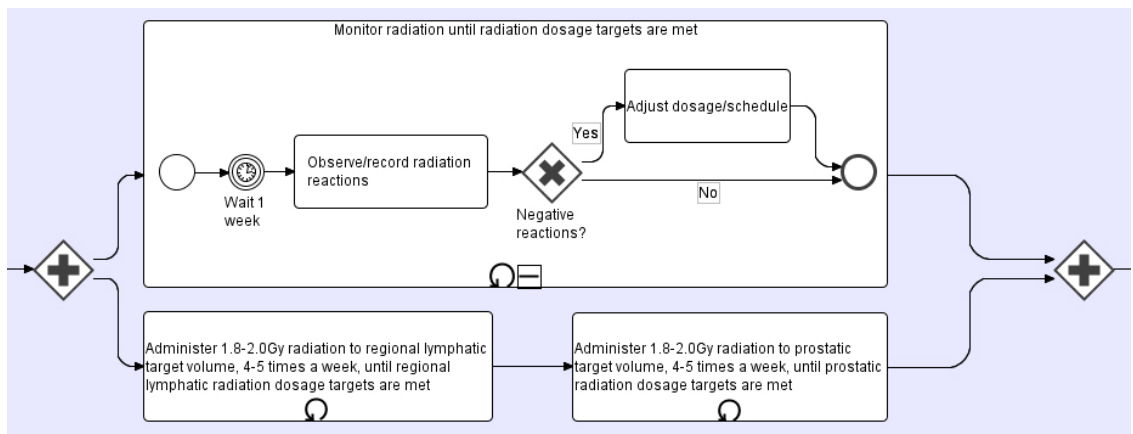 Monitor radiation until radiation dosage targets are met
Adjust dosage/schedule
Yes
Observe/record radiation
reactions
Wait 1
week
No
Negative
reactions?
Administer 1.8-2.0Gy radiation to regional lymphatic
target volume, 4-5 times a week, until regional
lymphatic radiation dosage targets are met
Administer 1.8-2.0Gy radiation to prostatic
target volume, 4-5 times a week, until prostatic
radiation dosage targets are met